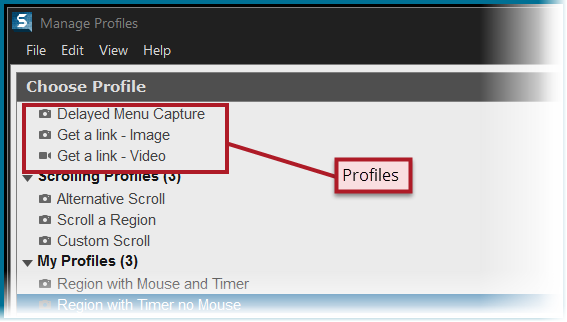 Manage Profiles
File Edit View Help
Choose Profile
Delayed Menu Capture
Get a link - Image
Get a link - Video
Profiles
Scrolling Profiles (3)
Alternative Scroll
Scroll a Region
Custom Scroll
My Profiles (3)
Region with Mouse and Timer
Region with Timer no Mouse